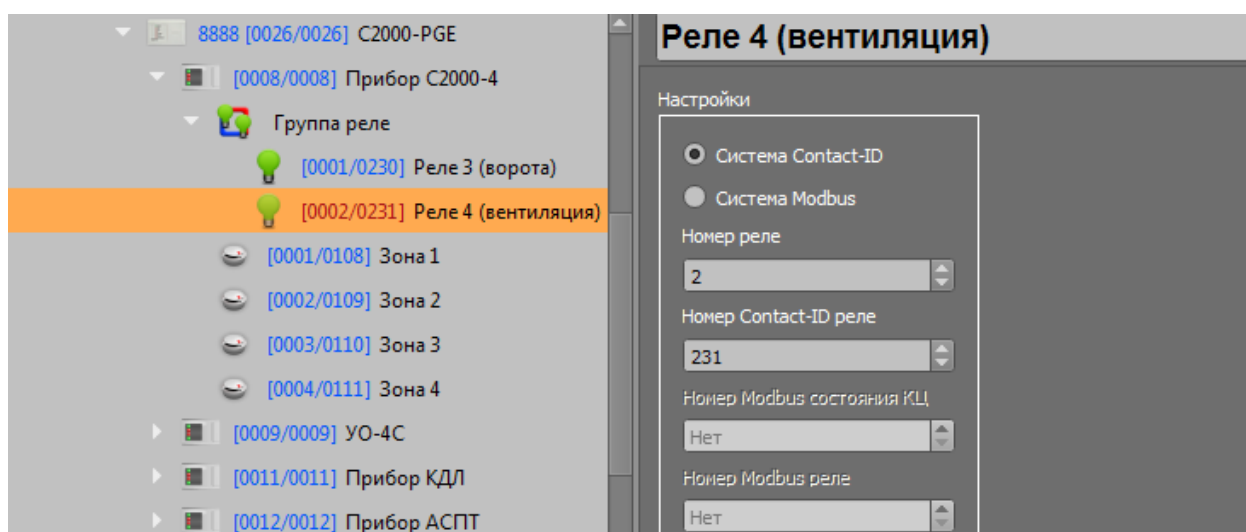 8888 [0026/0026] C2000-PGE
[0008/0008] Прибор С2000-4
Группа реле
[0001/0230] Реле 3 (ворота)
[0002/0231] Реле 4 (вентиляция)
[0001/0108] Зона 1
[0002/0109] Зона 2
[0003/0110] Зона 3
[0004/0111] Зона 4
[0009/0009] УО-4С
[0011/0011] Прибор КДЛ
[0012/0012] Прибор АСПТ
Реле 4 (вентиляция)
Настройки
Система Contact-ID
Система Modbus
Номер реле
2
Номер Contact-ID реле
231
Номер Modbus состояния КЦ
Нет
Номер Modbus реле
Нет